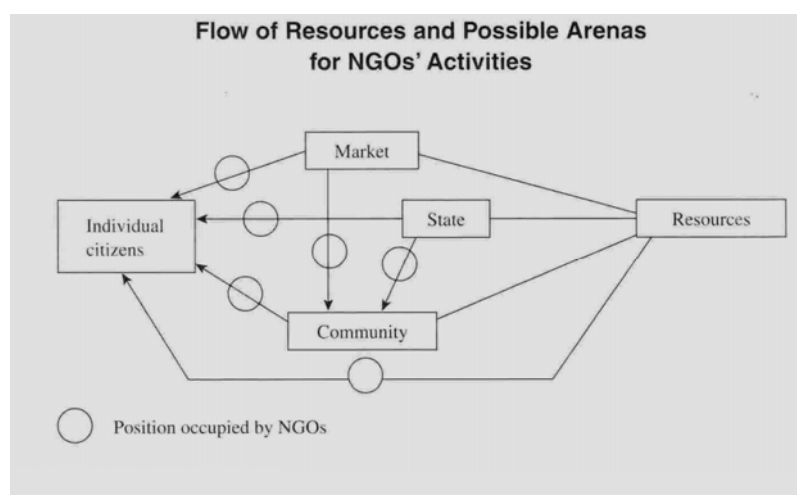 Flow of Resources and Possible Arenas
for NGOs' Activities
Market
Individual
citizens
State
Resources
Community
Position occupied by NGOs